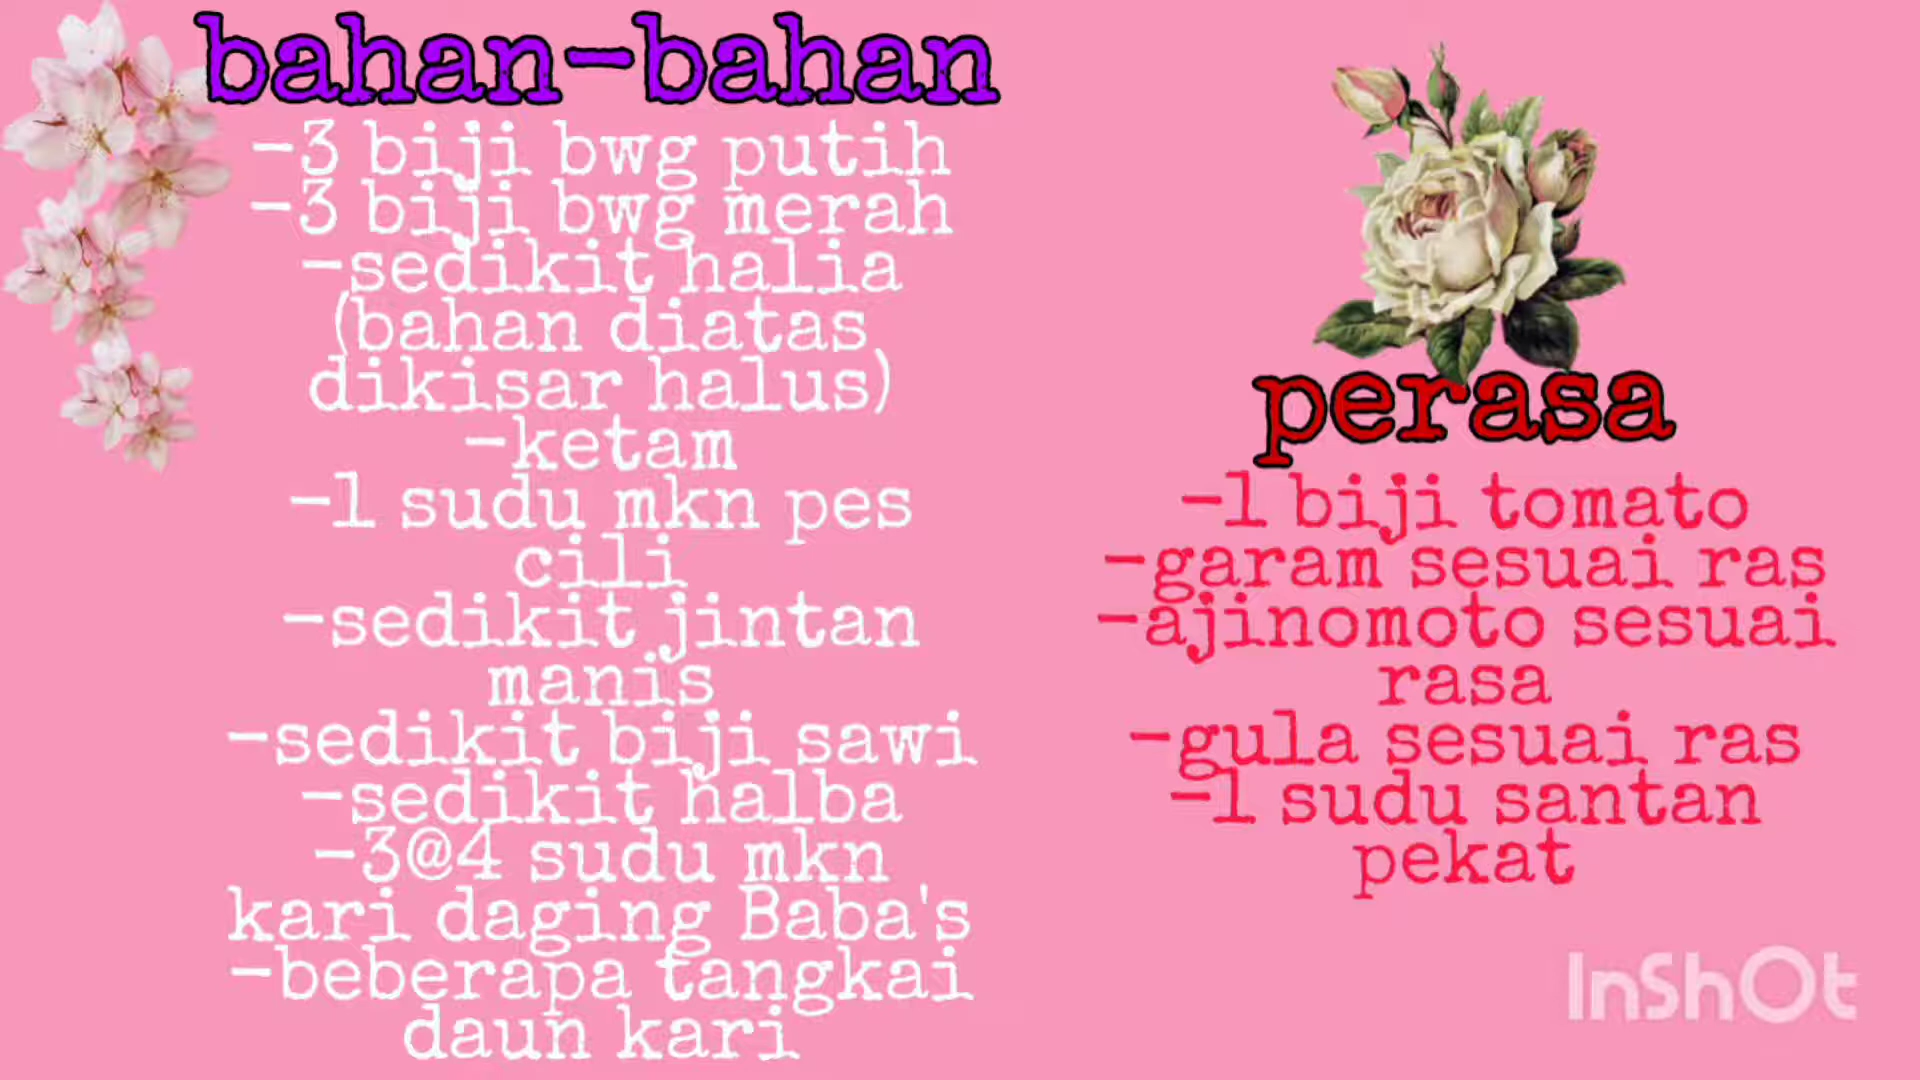 bahan-bahan
-3 biji bwg putih
-3 biji bwg merah
-sedikit halia
(bahan diatas
dikisar halus)
-ketam
-1 sudu mkn pes
cili
-sedikit jintan
manis
-sedikit biji sawi
-sedikit halba
-3@4 sudu mkn
kari daging Baba's
-beberapa tangkai
daun kari
perasa
-1 biji tomato
-garam sesuai ras
-ajinomoto sesuai
rasa
-gula sesuai ras
-1 sudu santan
pekat
InShOt